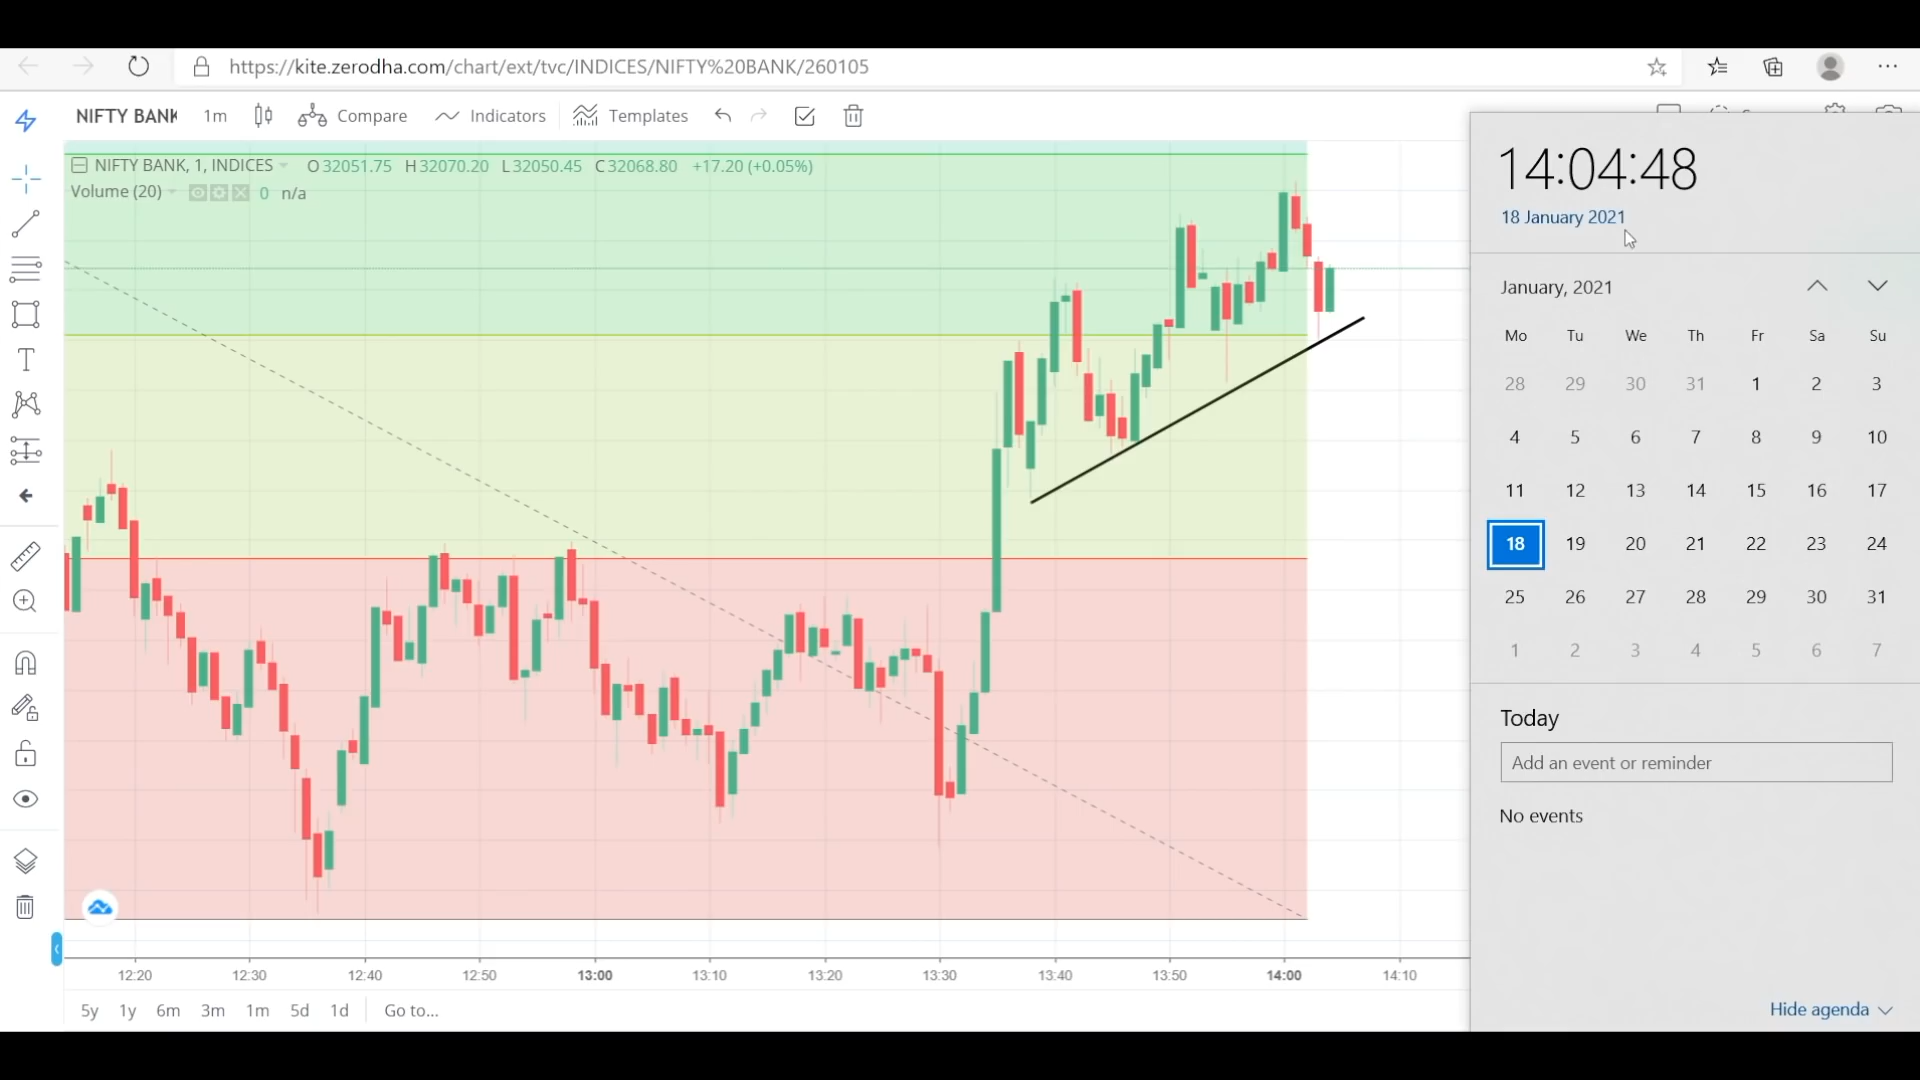 https://kite.zerodha.com/chart/ext/tvc/INDICES/NIFTY%20BANK/260105
NIFTY BANK 1m Compare Indicators Templates
NIFTY BANK, 1, INDICES O32051.75 H32070.20 L32050.45 C32068.80 +17.20 (+0.05%)
Volume (20) 0 n/a
12:20 12:30 12:40 12:50 13:00 13:10 13:20 13:30 13:40 13:50 14:00 14:10
5y 1y 6m 3m 1m 5d 1d Go to...
14:04:48
18 January 2021
January, 2021
Mo Tu We Th Fr Sa Su
28 29 30 31 1 2 3
4 5 6 7 8 9 10
11 12 13 14 15 16 17
18 19 20 21 22 23 24
25 26 27 28 29 30 31
1 2 3 4 5 6 7
Today
Add an event or reminder
No events
Hide agenda